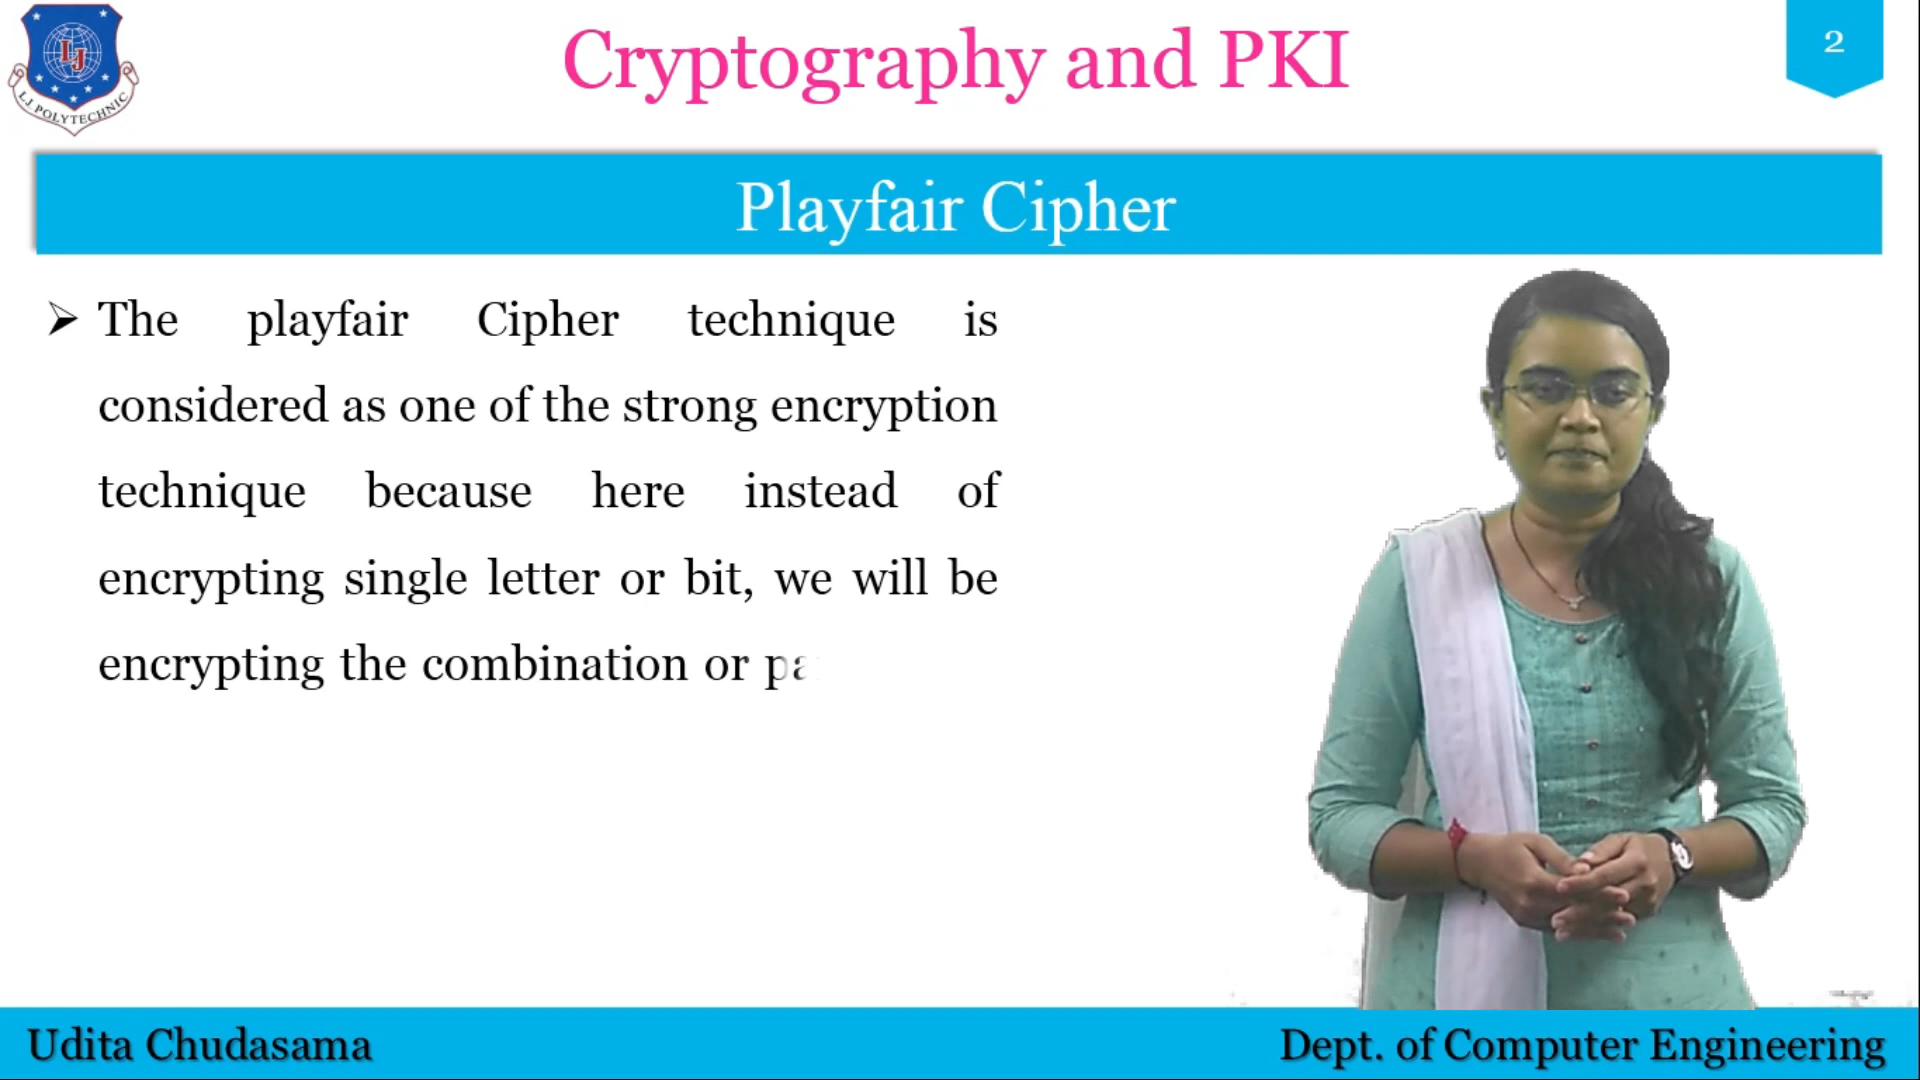 L.J POLYTECHNIC
LJ
Cryptography and PKI
2
Playfair Cipher
➢ The playfair Cipher technique is
considered as one of the strong encryption
technique because here instead of
encrypting single letter or bit, we will be
encrypting the combination or
Udita Chudasama
Dept. of Computer Engineering